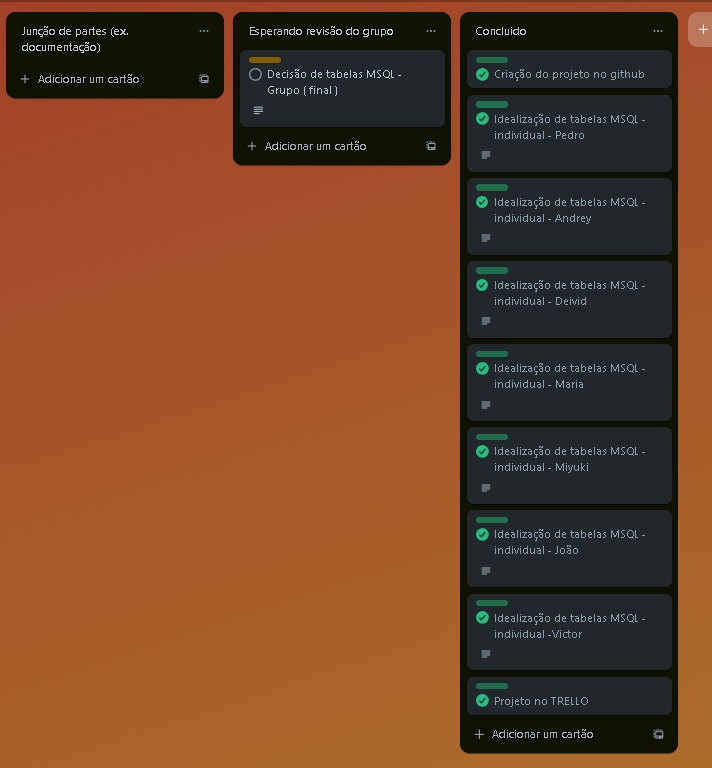 Junção de partes (ex.
documentação)
Adicionar um cartão
Esperando revisão do grupo
Decisão de tabelas MSQL -
Grupo ( final )
Adicionar um cartão
Concluido
Criação do projeto no github
Idealização de tabelas MSQL -
individual - Pedro
Idealização de tabelas MSQL -
individual - Andrey
Idealização de tabelas MSQL -
individual - Deivid
Idealização de tabelas MSQL -
individual - Maria
Idealização de tabelas MSQL -
individual - Miyuki
Idealização de tabelas MSQL -
individual - João
Idealização de tabelas MSQL -
individual -Victor
Projeto no TRELLO
Adicionar um cartão